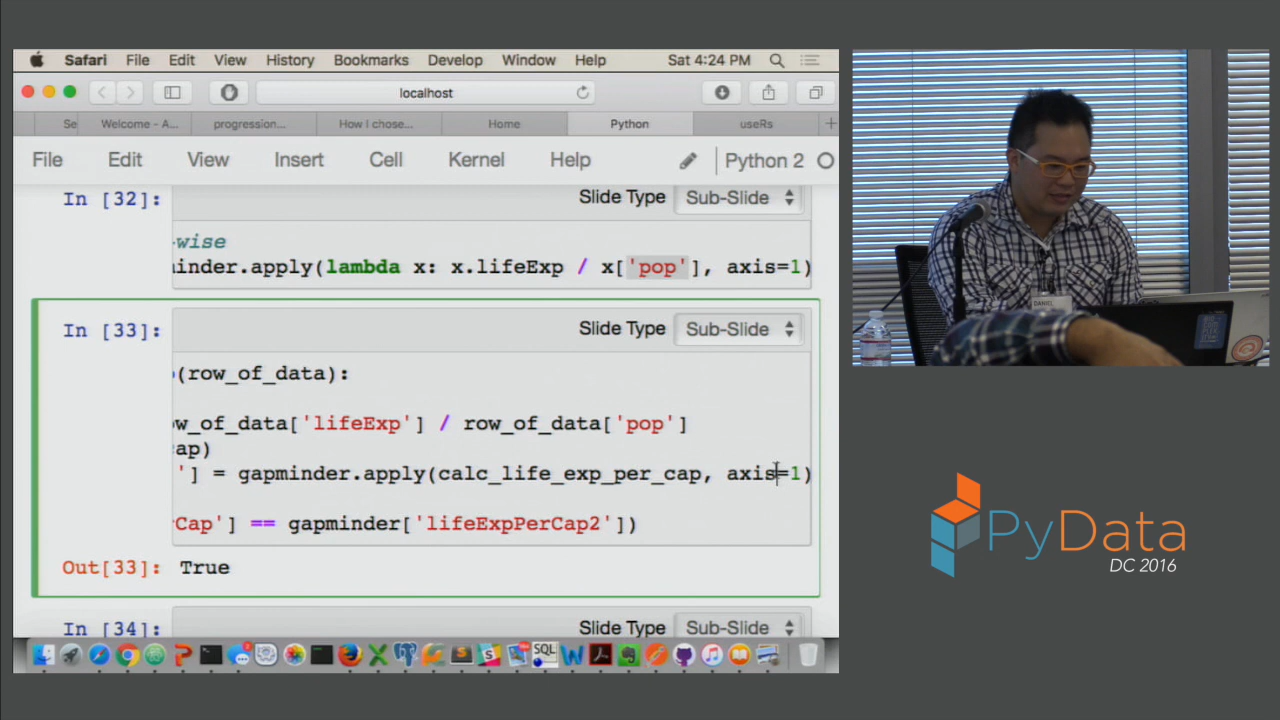 Safari File Edit View History Bookmarks Develop Window Help Sat 4:24 PM
localhost
Se Welcome - A... progression... How I chose... Home Python useRs +
File Edit View Insert Cell Kernel Help Python 2
In [32]: Slide Type Sub-Slide
-wise
inder.apply(lambda x: x.lifeExp / x['pop'], axis=1)
In [33]: Slide Type Sub-Slide
(row_of_data):
w_of_data['lifeExp'] / row_of_data['pop']
ap)
'] = gapminder.apply(calc_life_exp_per_cap, axis=1)
Cap'] == gapminder['lifeExpPerCap2'])
Out[33]: True
In [34]: Slide Type Sub-Slide
SQL
DANIEL
PyData
DC 2016